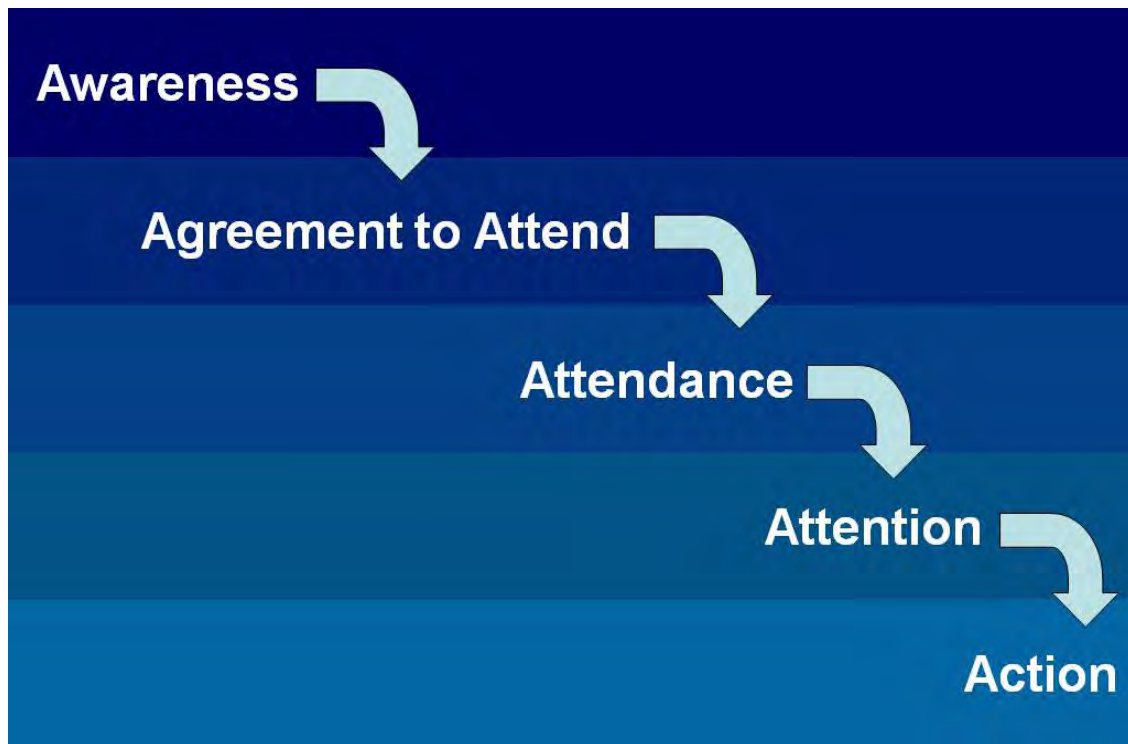 Awareness
Agreement to Attend
Attendance
Attention
Action